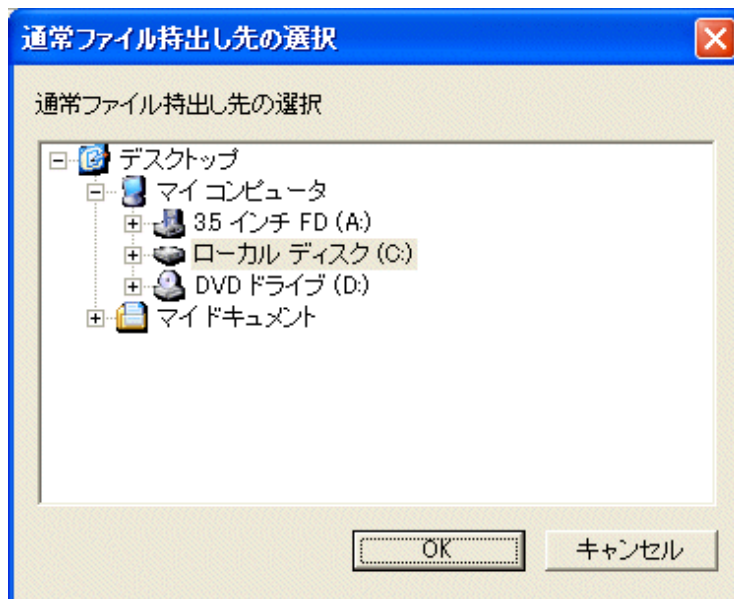 通常ファイル持出し先の選択
通常ファイル持出し先の選択
デスクトップ
マイ コンピュータ
3.5 インチ FD (A:)
ローカル ディスク (C:)
DVD ドライブ (D:)
マイ ドキュメント
OK キャンセル